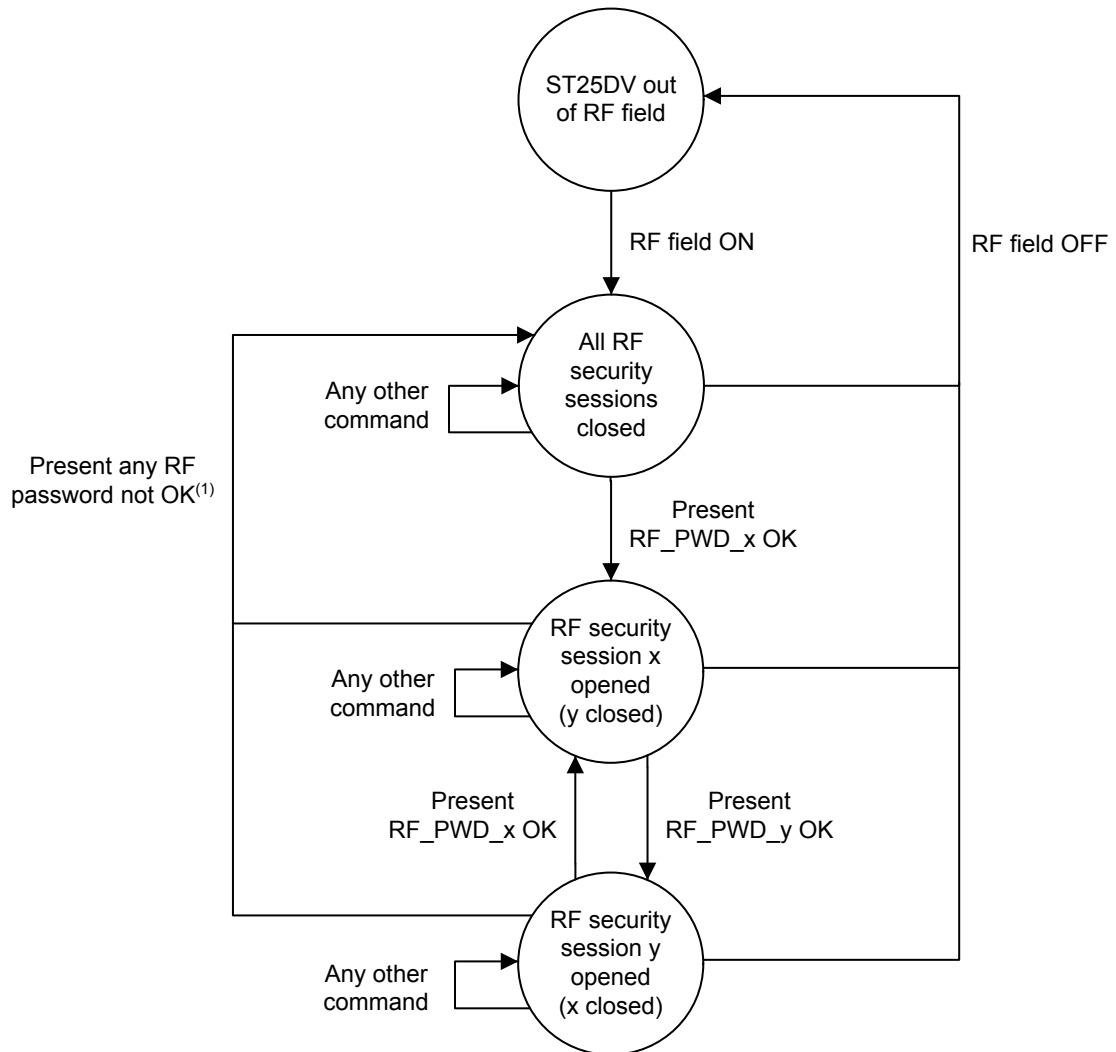 ST25DV out
of RF field
RF field ON
RF field OFF
All RF
security
sessions
closed
Any other
command
Present any RF
password not OK(1)
Present
RF_PWD_x OK
RF security
session x
opened
(y closed)
Any other
command
Present
RF_PWD_x OK
Present
RF_PWD_y OK
RF security
session y
opened
(x closed)
Any other
command